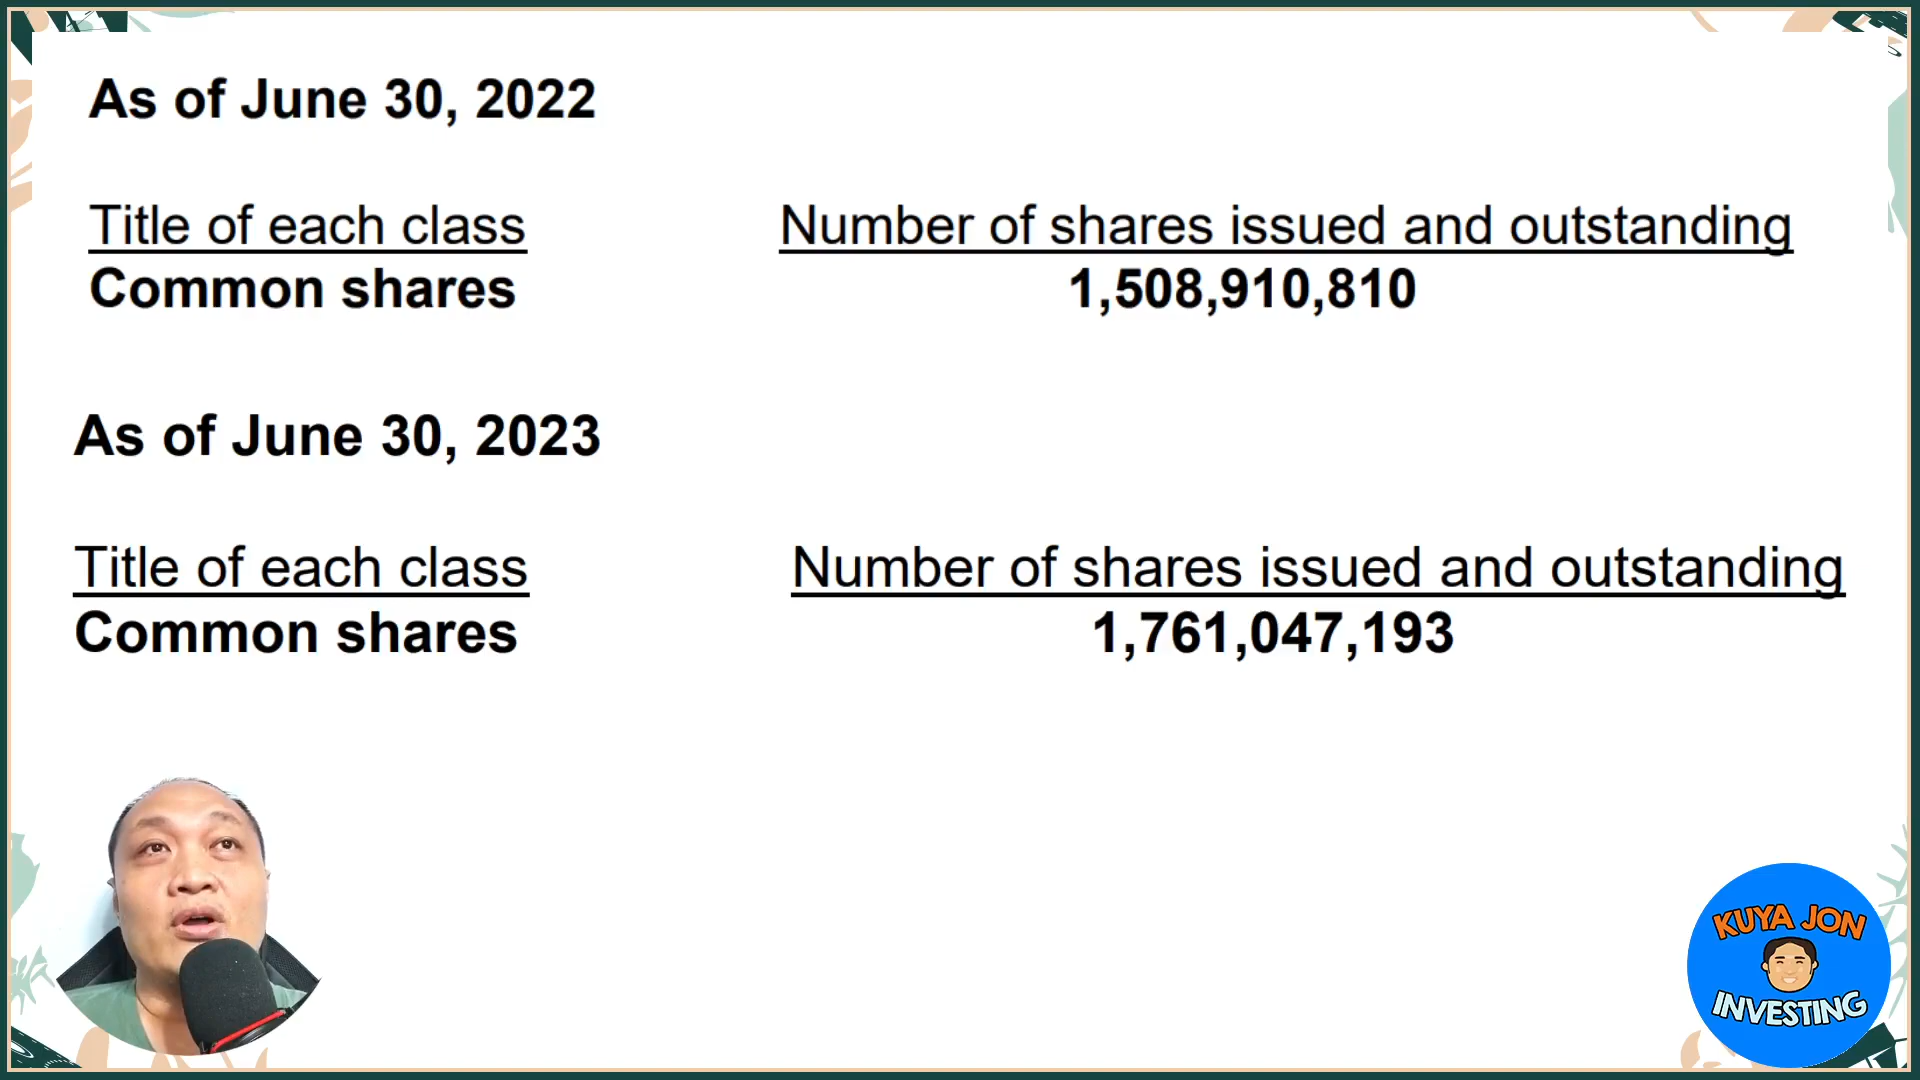 As of June 30, 2022
Title of each class Number of shares issued and outstanding
Common shares 1,508,910,810
As of June 30, 2023
Title of each class Number of shares issued and outstanding
Common shares 1,761,047,193
KUYA JON
INVESTING